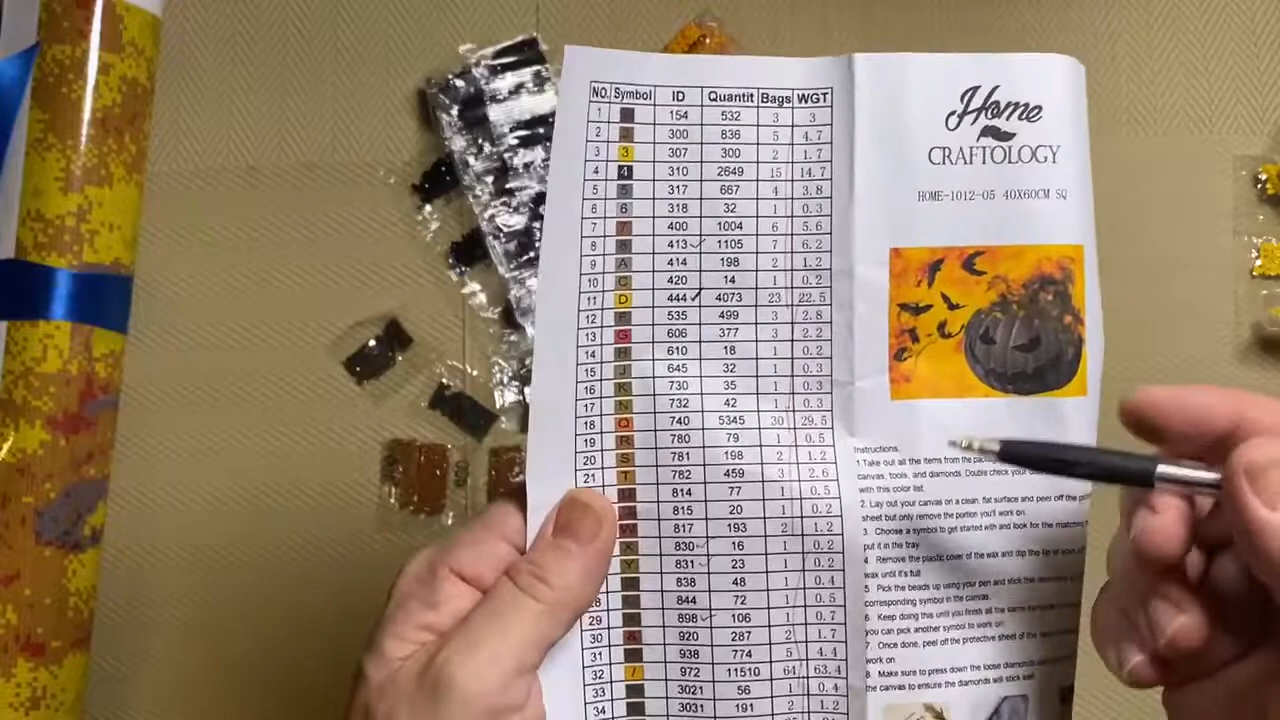 NO. Symbol ID Quantit Bags WGT
1 154 532 3 3
2 300 836 5 4.7
3 3 307 300 2 1.7
4 4 310 2649 15 14.7
5 5 317 667 4 3.8
6 6 318 32 1 0.3
7 7 400 1004 6 5.6
8 8 413 1105 7 6.2
9 A 414 198 2 1.2
10 C 420 14 1 0.2
11 D 444 4073 23 22.5
12 F 535 499 3 2.8
13 G 606 377 3 2.2
14 H 610 18 1 0.2
15 J 645 32 1 0.3
16 K 730 35 1 0.3
17 N 732 42 1 0.3
18 Q 740 5345 30 29.5
19 R 780 79 1 0.5
20 S 781 198 2 1.2
21 T 782 459 3 2.6
814 77 1 0.5
815 20 1 0.2
W 817 193 2 1.2
X 830 16 1 0.2
Y 831 23 1 0.2
838 48 1 0.4
28 844 72 1 0.5
29 898 106 1 0.7
30 & 920 287 2 1.7
31 938 774 5 4.4
32 / 972 11510 64 63.4
33 3021 56 1 0.4
34 3031 191 2 1.2
Home
CRAFTOLOGY
HOME-1012-05 40X60CM SQ
Instructions.
1.Take out all the items from the
canvas, tools, and diamonds. Double check your
with this color list.
2. Lay out your canvas on a clean, flat surface and peel off the
sheet but only remove the portion you'll work on.
3. Choose a symbol to get started with and look for the matching
put it in the tray.
4. Remove the plastic cover of the wax and dip the tip of
wax until it's full
5. Pick the beads up using your pen and stick
corresponding symbol in the canvas.
6. Keep doing this until you finish all the same
you can pick another symbol to work on
7. Once done, peel off the protective sheet of the
work on.
8. Make sure to press down the loose diamonds
the canvas to ensure the diamonds will stick well.